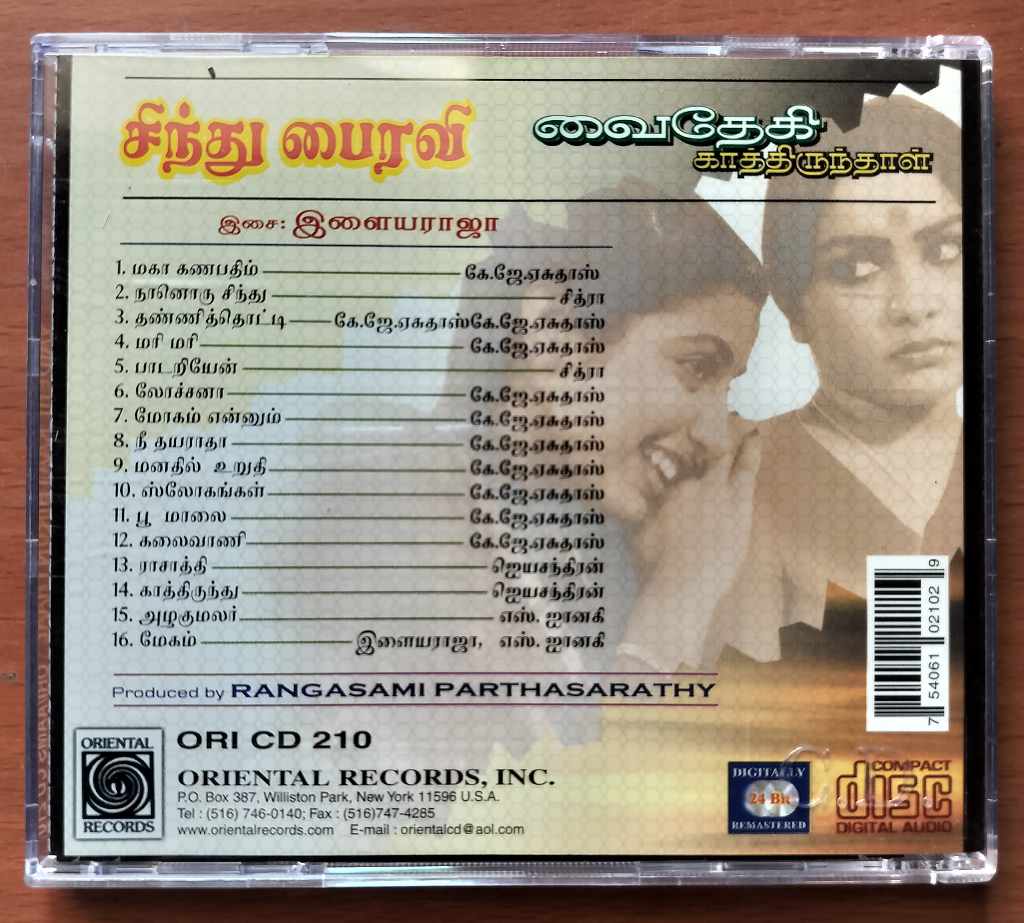 சிந்து பைரவி
வைதேகி
காத்திருந்தாள்
இசை: இளையராஜா
1. மகா கணபதிம் கே.ஜே.ஏசுதாஸ்
2. நானொரு சிந்து சித்ரா
3. தண்ணித்தொட்டி கே.ஜே.ஏசுதாஸ்கே.ஜே.ஏசுதாஸ்
4. மரி மரி கே.ஜே.ஏசுதாஸ்
5. பாடறியேன் சித்ரா
6. லோச்சனா கே.ஜே.ஏசுதாஸ்
7. மோகம் என்னும் கே.ஜே.ஏசுதாஸ்
8. நீ தயராதா கே.ஜே.ஏசுதாஸ்
9. மனதில் உறுதி கே.ஜே.ஏசுதாஸ்
10. ஸ்லோகங்கள் கே.ஜே.ஏசுதாஸ்
11. பூ மாலை கே.ஜே.ஏசுதாஸ்
12. கலைவாணி கே.ஜே.ஏசுதாஸ்
13. ராசாத்தி ஜெயசந்திரன்
14. காத்திருந்து ஜெயசந்திரன்
15. அழகுமலர் எஸ். ஜானகி
16. மேகம் இளையராஜா, எஸ். ஜானகி
Produced by RANGASAMI PARTHASARATHY
7 54061 02102 9
ORIENTAL
RECORDS
ORI CD 210
ORIENTAL RECORDS, INC.
P.O. Box 387, Williston Park, New York 11596 U.S.A.
Tel : (516) 746-0140; Fax : (516)747-4285
www.orientalrecords.com E-mail : orientalcd@aol.com
DIGITALLY
24 Bit
REMASTERED
COMPACT
disc
DIGITAL AUDIO